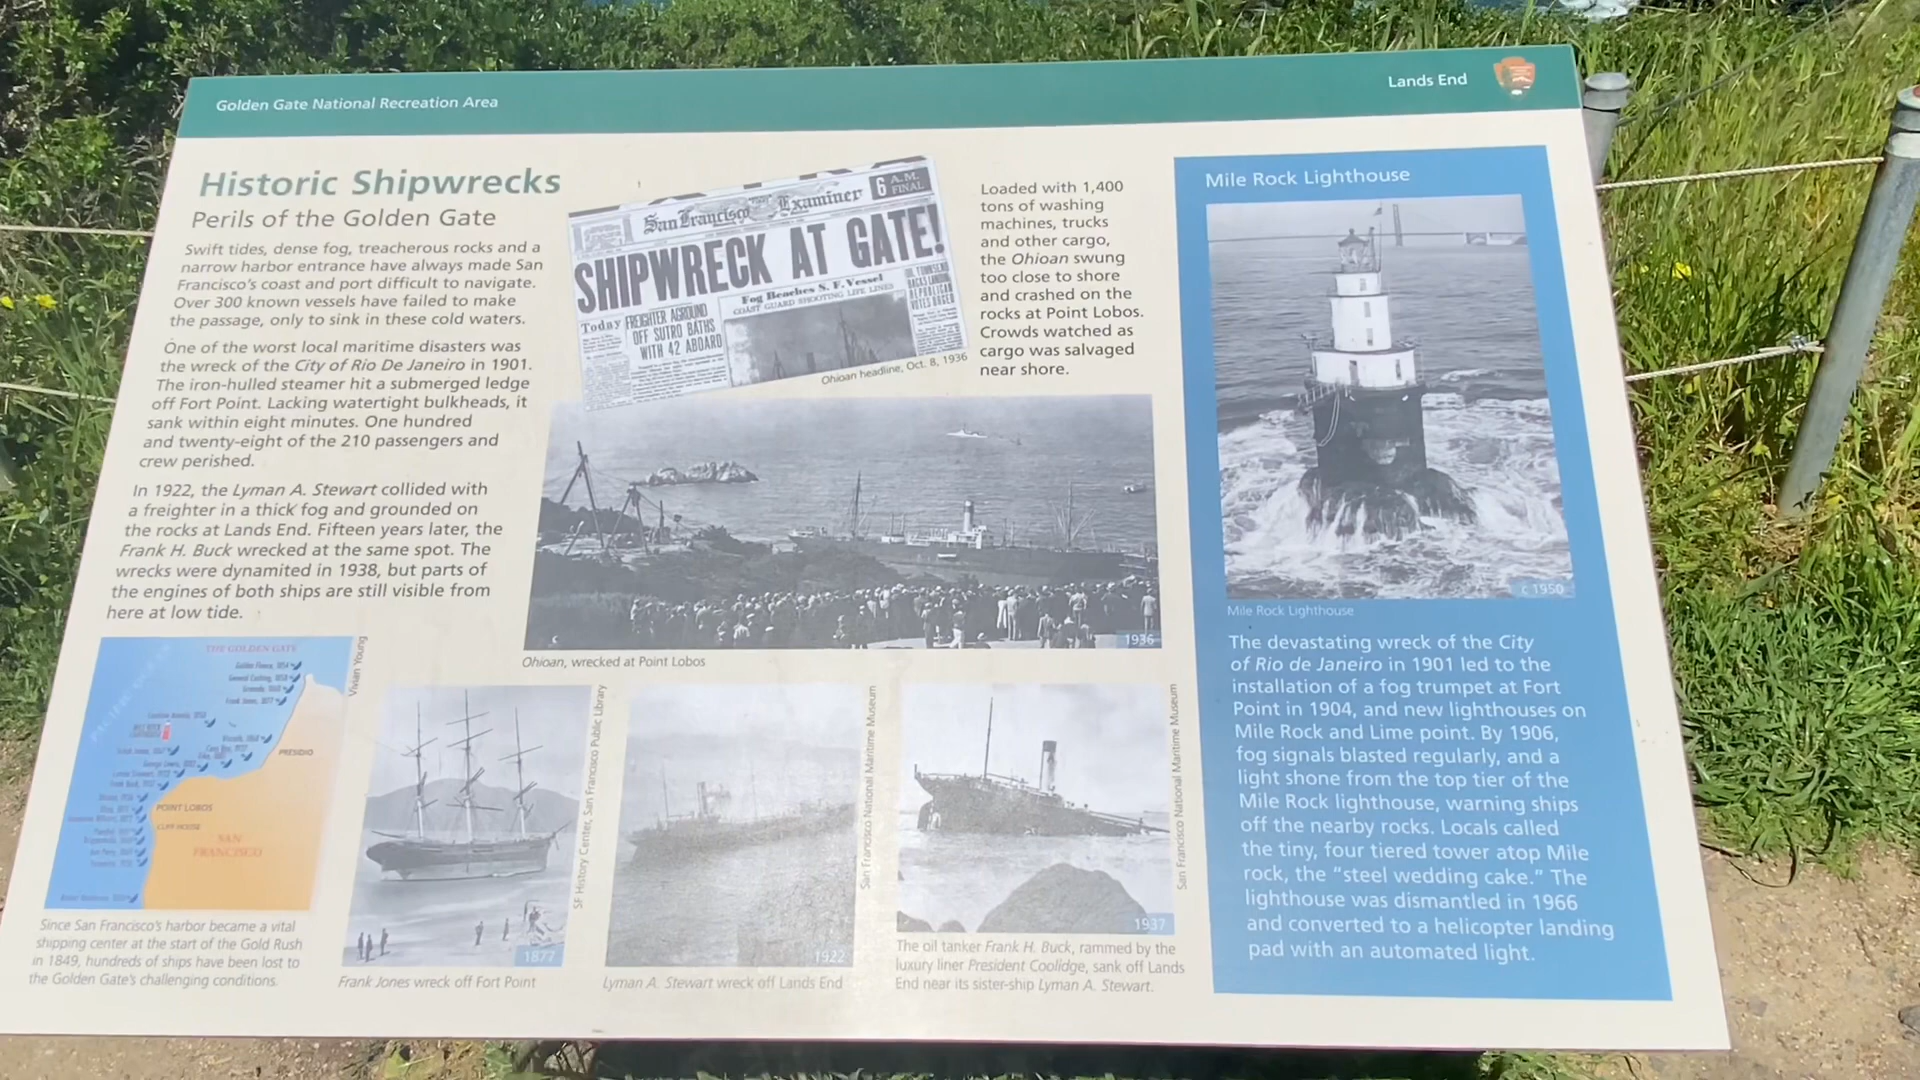 Golden Gate National Recreation Area
Lands End
Historic Shipwrecks
Perils of the Golden Gate
Swift tides, dense fog, treacherous rocks and a
narrow harbor entrance have always made San
Francisco's coast and port difficult to navigate.
Over 300 known vessels have failed to make
the passage, only to sink in these cold waters.
One of the worst local maritime disasters was
the wreck of the City of Rio De Janeiro in 1901.
The iron-hulled steamer hit a submerged ledge
off Fort Point. Lacking watertight bulkheads, it
sank within eight minutes. One hundred
and twenty-eight of the 210 passengers and
crew perished.
In 1922, the Lyman A. Stewart collided with
a freighter in a thick fog and grounded on
the rocks at Lands End. Fifteen years later, the
Frank H. Buck wrecked at the same spot. The
wrecks were dynamited in 1938, but parts of
the engines of both ships are still visible from
here at low tide.
San Francisco Examiner
6 A.M.
FINAL
SHIPWRECK AT GATE!
Today
FREIGHTER AGROUND
OFF SUTRO BATHS
WITH 42 ABOARD
Fog Beaches S. F. Vessel
COAST GUARD SHOOTING LIFE LINES
Ohioan headline, Oct. 8, 1936
Loaded with 1,400
tons of washing
machines, trucks
and other cargo,
the Ohioan swung
too close to shore
and crashed on the
rocks at Point Lobos.
Crowds watched as
cargo was salvaged
near shore.
1936
Ohioan, wrecked at Point Lobos
THE GOLDEN GATE
PRESIDIO
POINT LOBOS
CLIFF HOUSE
SAN
FRANCISCO
Vivian Young
Since San Francisco's harbor became a vital
shipping center at the start of the Gold Rush
in 1849, hundreds of ships have been lost to
the Golden Gate's challenging conditions.
1877
SF History Center, San Francisco Public Library
Frank Jones wreck off Fort Point
1922
San Francisco National Maritime Museum
Lyman A. Stewart wreck off Lands End
1937
San Francisco National Maritime Museum
The oil tanker Frank H. Buck, rammed by the
luxury liner President Coolidge, sank off Lands
End near its sister-ship Lyman A. Stewart.
Mile Rock Lighthouse
c 1950
Mile Rock Lighthouse
The devastating wreck of the City
of Rio de Janeiro in 1901 led to the
installation of a fog trumpet at Fort
Point in 1904, and new lighthouses on
Mile Rock and Lime point. By 1906,
fog signals blasted regularly, and a
light shone from the top tier of the
Mile Rock lighthouse, warning ships
off the nearby rocks. Locals called
the tiny, four tiered tower atop Mile
rock, the “steel wedding cake.” The
lighthouse was dismantled in 1966
and converted to a helicopter landing
pad with an automated light.